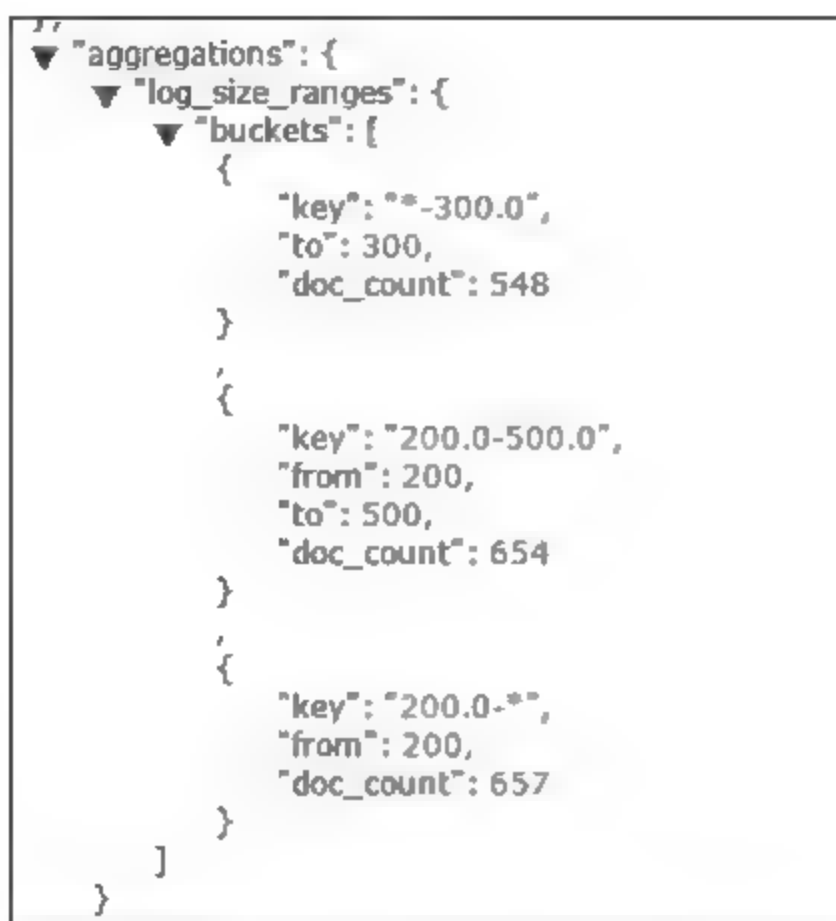 },
▼ "aggregations": {
▼ "log_size_ranges": {
▼ "buckets": [
{
"key": "*-300.0",
"to": 300,
"doc_count": 548
}
,
{
"key": "200.0-500.0",
"from": 200,
"to": 500,
"doc_count": 654
}
,
{
"key": "200.0-*",
"from": 200,
"doc_count": 657
}
]
}